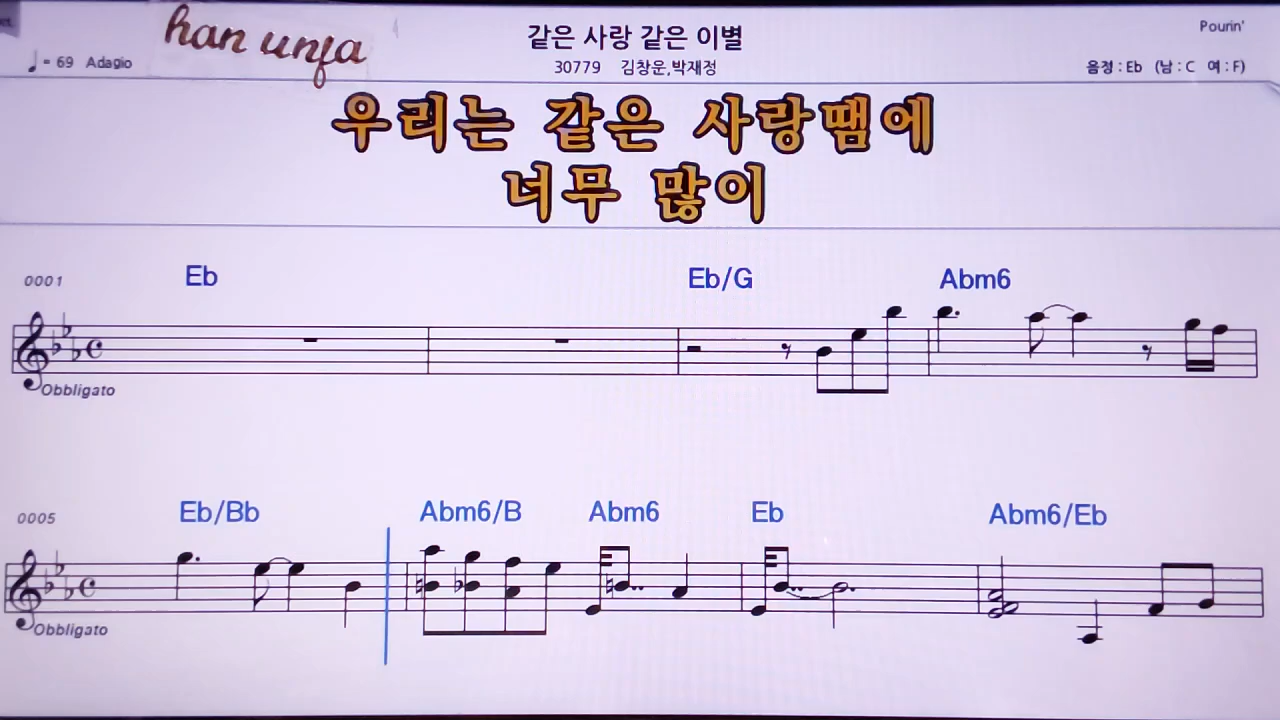 han unja
같은 사랑 같은 이별
Pourin'
♩= 69 Adagio
30779 김창운,박재정
음정 : Eb (남 : C 여 : F)
우리는 같은 사랑땜에
너무 많이
0001 Eb Eb/G Abm6
Obbligato
0005 Eb/Bb Abm6/B Abm6 Eb Abm6/Eb
Obbligato